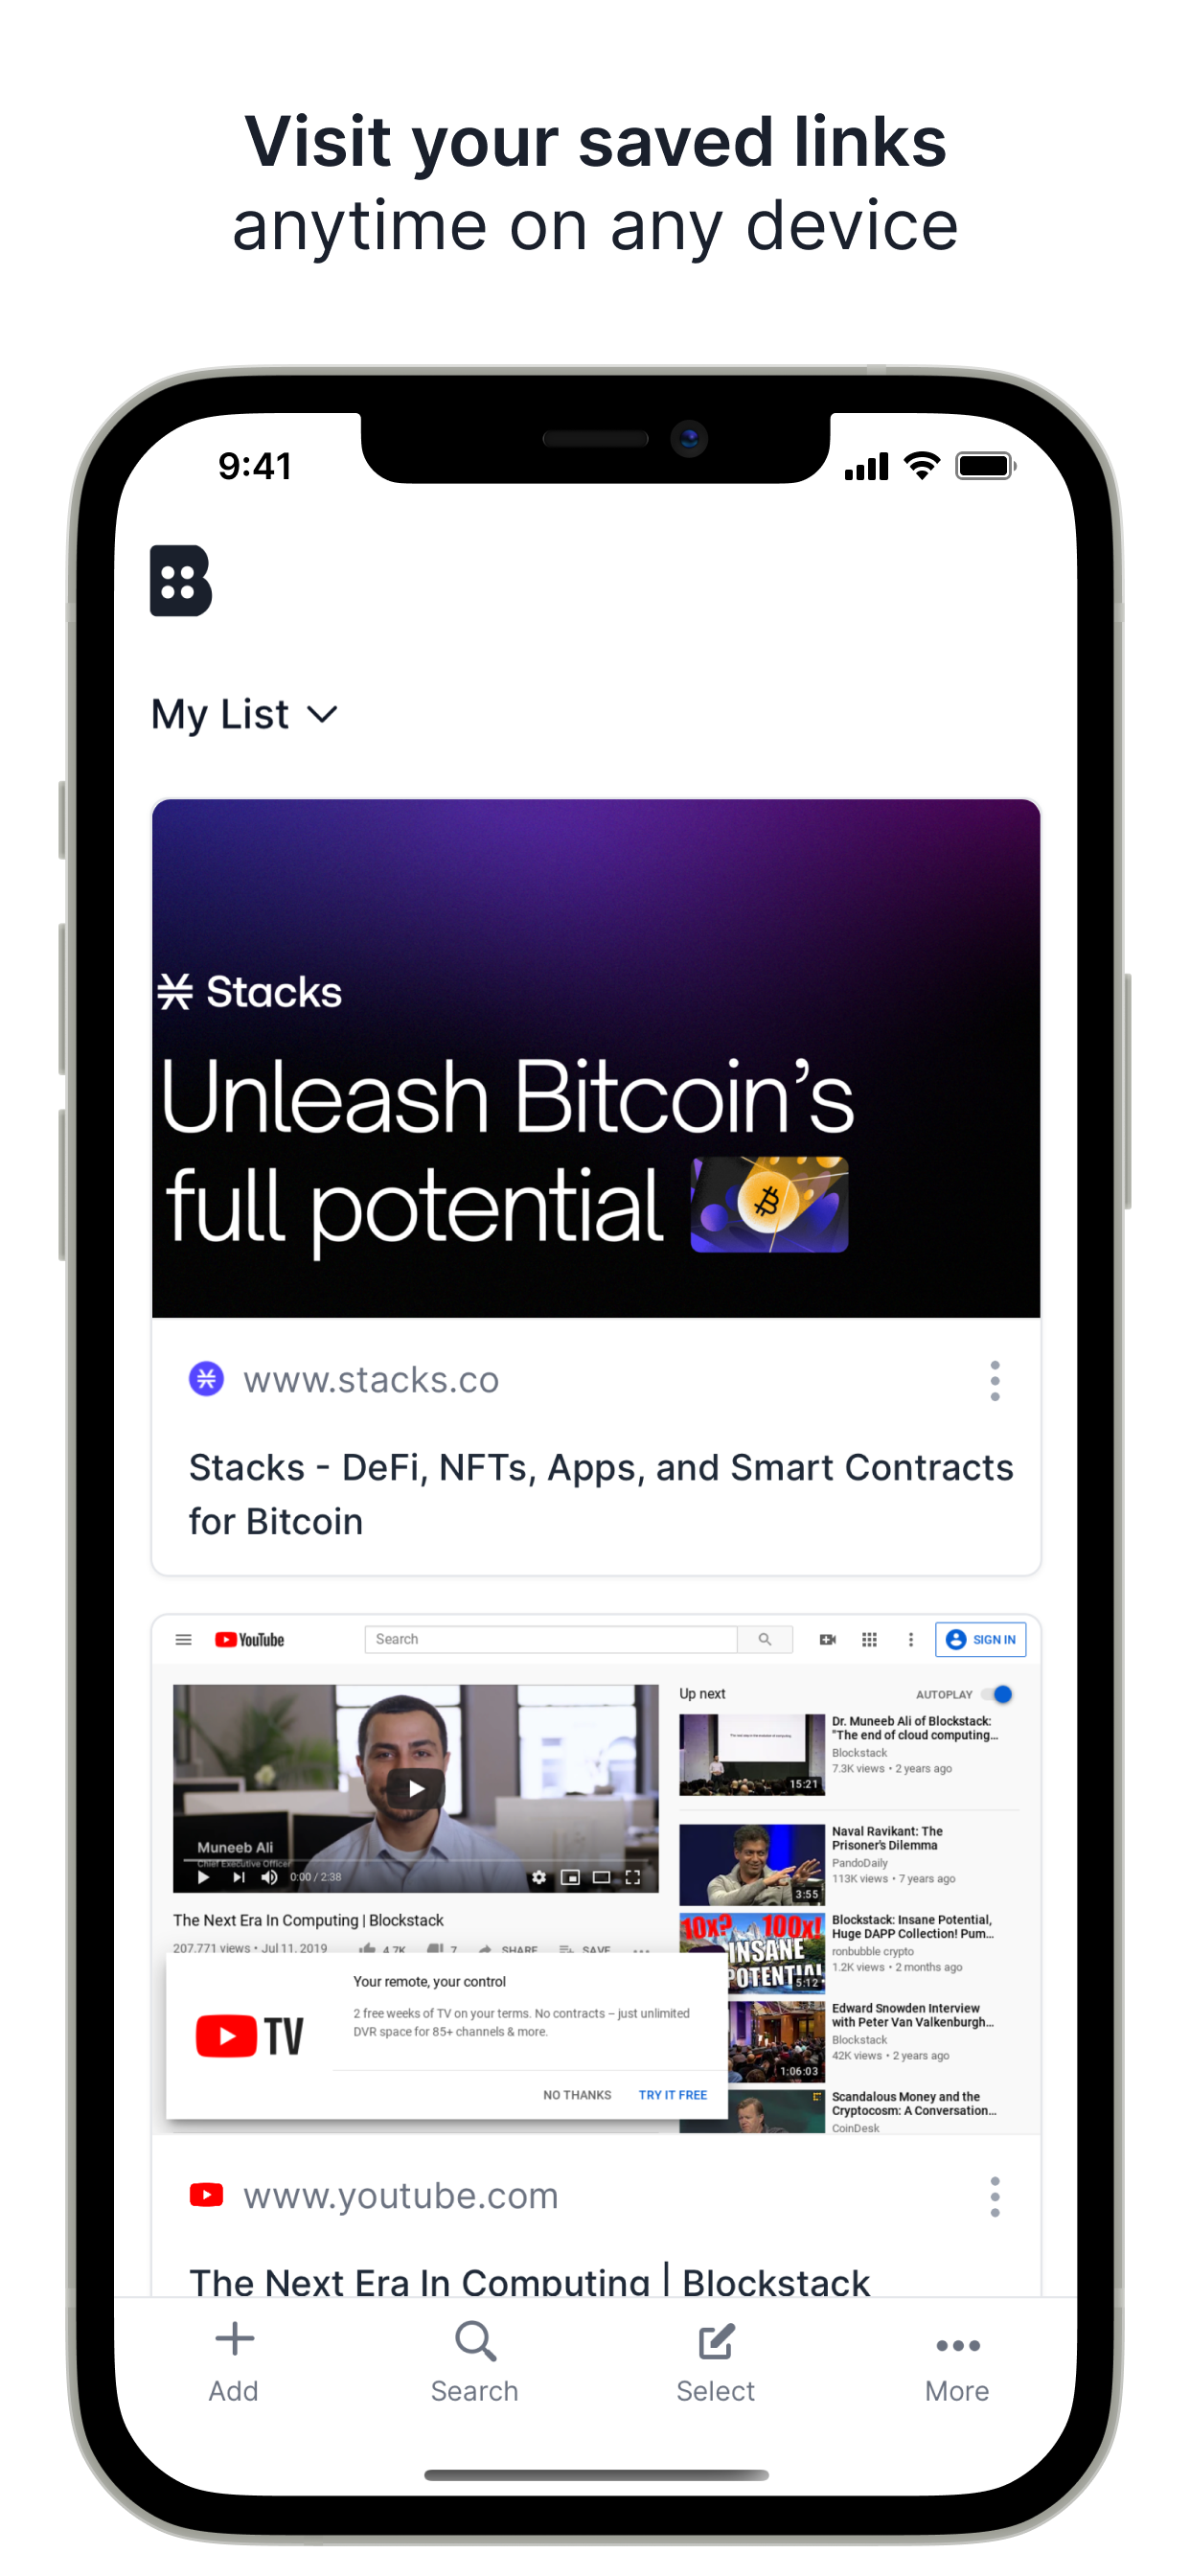 Visit your saved links
anytime on any device
9:41
My List
Stacks
Unleash Bitcoin's
full potential
www.stacks.co
Stacks - DeFi, NFTs, Apps, and Smart Contracts
for Bitcoin
YouTube
Search
SIGN IN
Muneeb Ali
Chief Executive Officer
0:00 / 2:38
The Next Era In Computing | Blockstack
207,771 views • Jul 11, 2019
4.7K
7
SHARE
SAVE
Up next
AUTOPLAY
15:21
Dr. Muneeb Ali of Blockstack:
"The end of cloud computing...
Blockstack
7.3K views • 2 years ago
3:55
Naval Ravikant: The
Prisoner's Dilemma
PandoDaily
113K views • 7 years ago
10x? 100x!
INSANE
POTENTIAL
5:12
Blockstack: Insane Potential,
Huge DAPP Collection! Pum...
ronbubble crypto
1.2K views • 2 months ago
1:06:03
Edward Snowden Interview
with Peter Van Valkenburgh...
Blockstack
42K views • 2 years ago
Scandalous Money and the
Cryptocosm: A Conversation...
CoinDesk
TV
Your remote, your control
2 free weeks of TV on your terms. No contracts – just unlimited
DVR space for 85+ channels & more.
NO THANKS
TRY IT FREE
www.youtube.com
The Next Era In Computing | Blockstack
Add
Search
Select
More